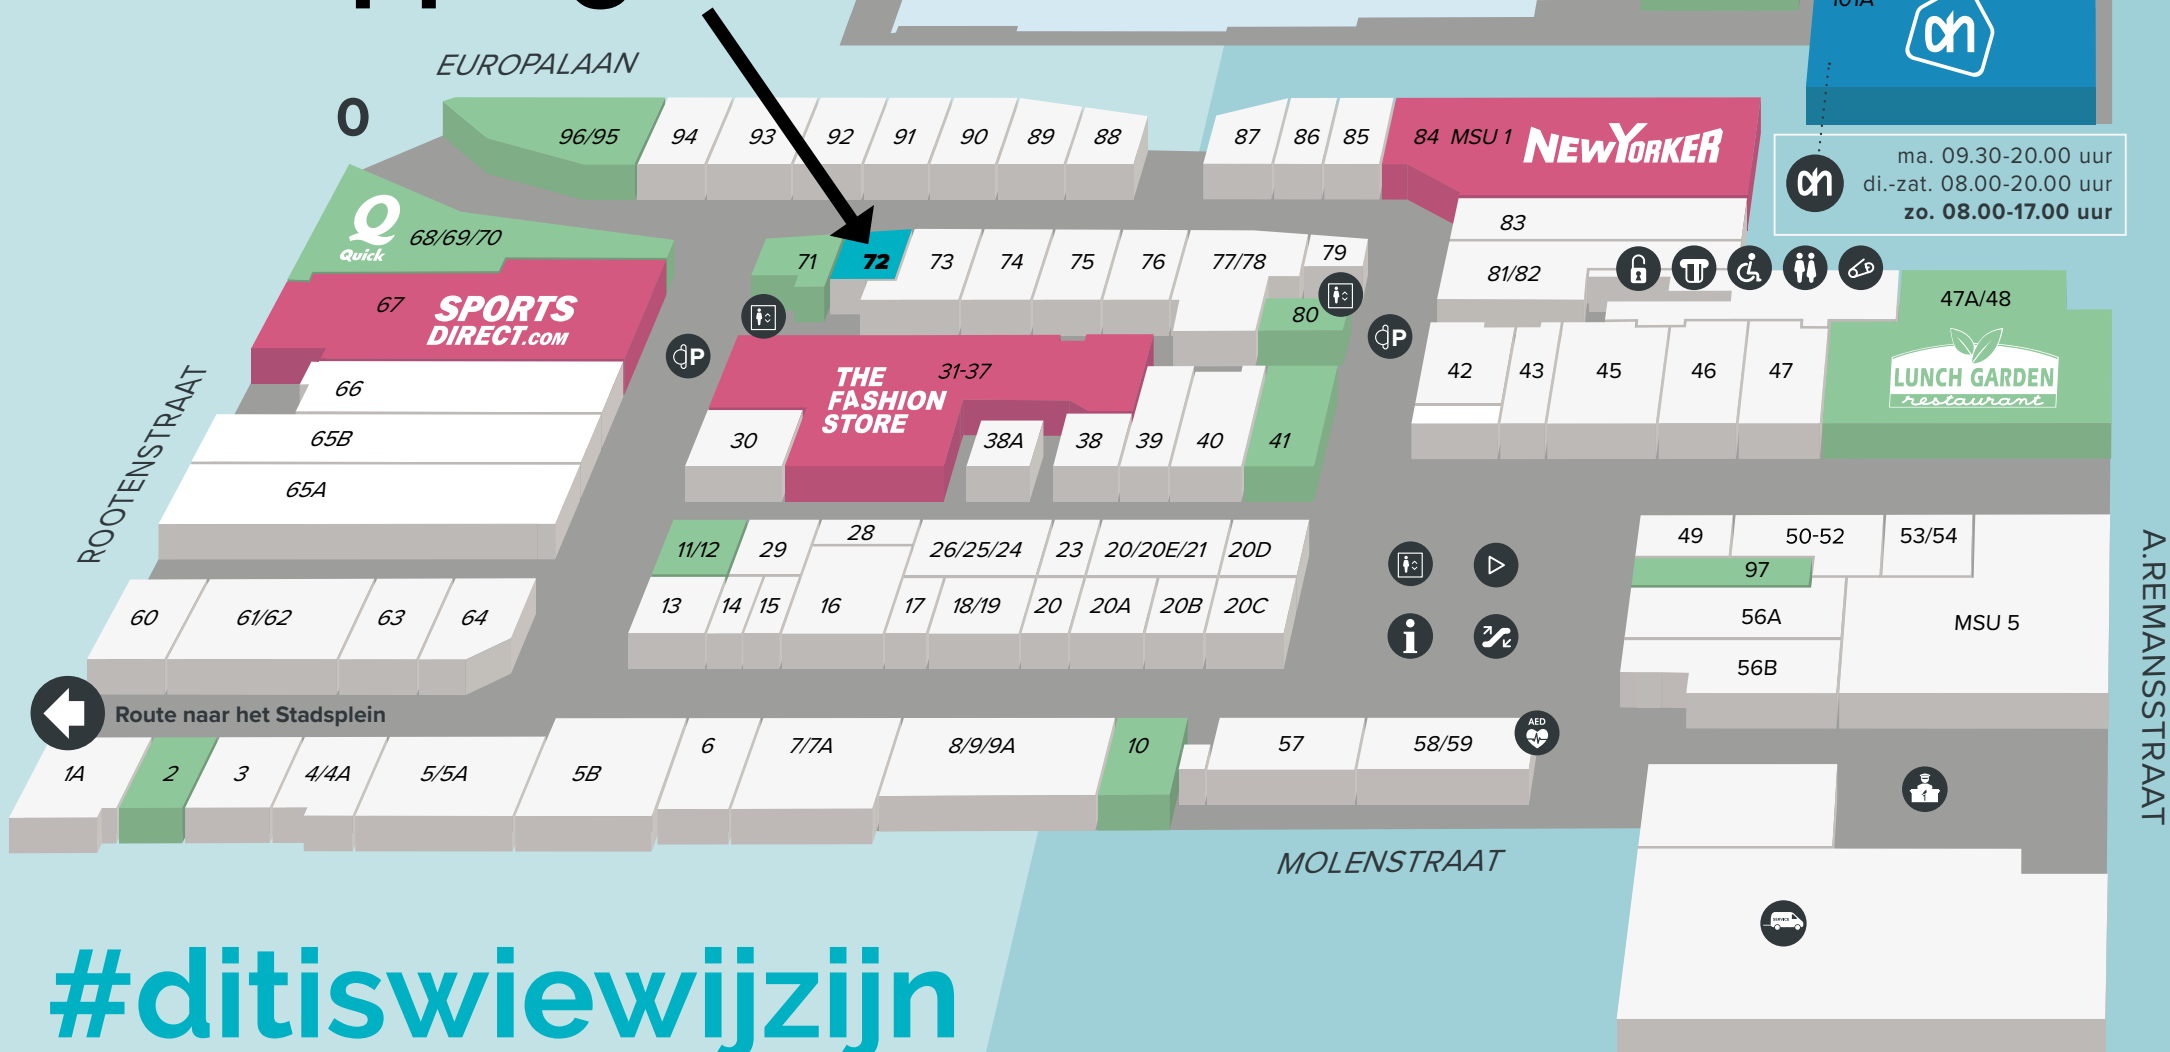 101A
ah
EUROPALAAN
0
96/95
94
93
92
91
90
89
88
87
86
85
84 MSU 1
NEWYORKER
ah
ma. 09.30-20.00 uur
di.-zat. 08.00-20.00 uur
zo. 08.00-17.00 uur
Q
Quick
68/69/70
71
72
73
74
75
76
77/78
79
80
83
81/82
67
SPORTS
DIRECT.COM
P
P
47A/48
LUNCH GARDEN
restaurant
66
65B
65A
ROOTENSTRAAT
31-37
THE
FASHION
STORE
30
38A
38
39
40
41
42
43
45
46
47
11/12
29
28
26/25/24
23
20/20E/21
20D
13
14
15
16
17
18/19
20
20A
20B
20C
i
49
50-52
53/54
97
56A
56B
MSU 5
A.REMANSSTRAAT
60
61/62
63
64
Route naar het Stadsplein
1A
2
3
4/4A
5/5A
5B
6
7/7A
8/9/9A
10
57
58/59
AED
MOLENSTRAAT
SERVICE
#ditiswiewijzijn